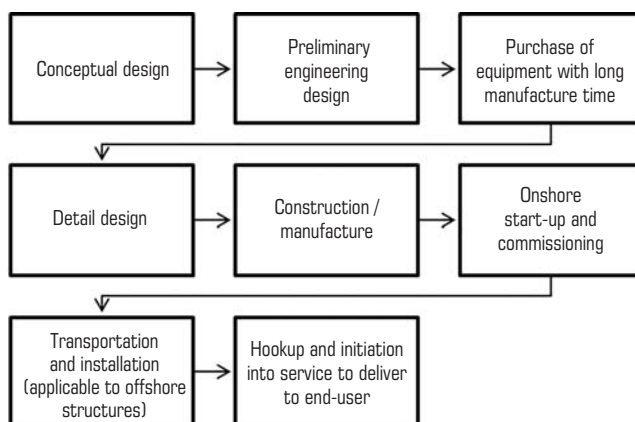 Conceptual design
Preliminary
engineering
design
Purchase of
equipment with long
manufacture time
Detail design
Construction /
manufacture
Onshore
start-up and
commissioning
Transportation
and installation
(applicable to offshore
structures)
Hookup and initiation
into service to deliver
to end-user